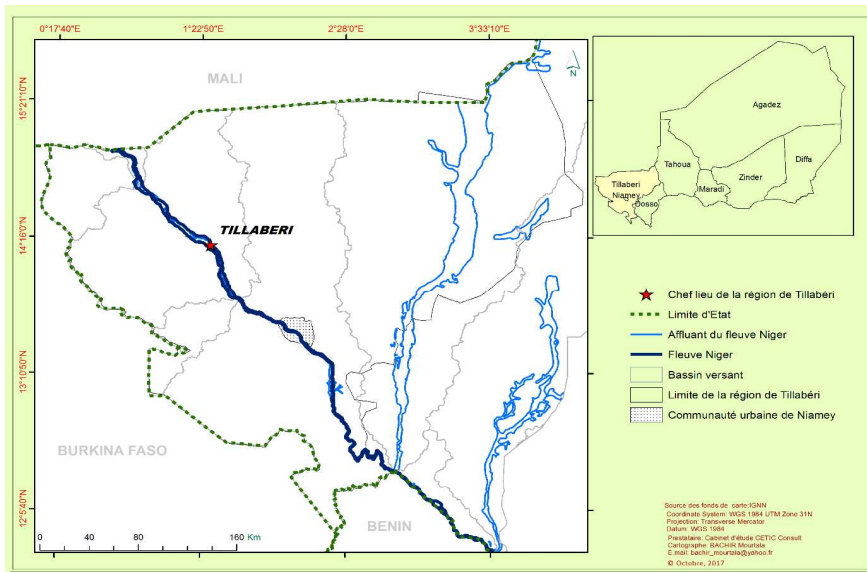 0°17'40"E
1°22'50"E
2°28'0"E
3°33'10"E
15°21'10"N
14°16'0"N
13°10'50"N
12°5'40"N
MALI
N
TILLABERI
BURKINA FASO
BENIN
0
40
80
120
160 Km
Agadez
Tahoua
Diffa
Zinder
Maradi
Tillaberi
Niamey
Dosso
Chef lieu de la région de Tillabéri
Limite d'Etat
Affluant du fleuve Niger
Fleuve Niger
Bassin versant
Limite de la région de Tillabéri
Communauté urbaine de Niamey
Source des fonds de carte:IGNN
Coordinate System: WGS 1984 UTM Zone 31N
Projection: Transverse Mercator
Datum: WGS 1984
Prestataire: Cabinet d'étude CETIC Consult
Cartographe: BACHIR Mourtala
E.mail: bachir_mourtala@yahoo.fr
© Octobre, 2017